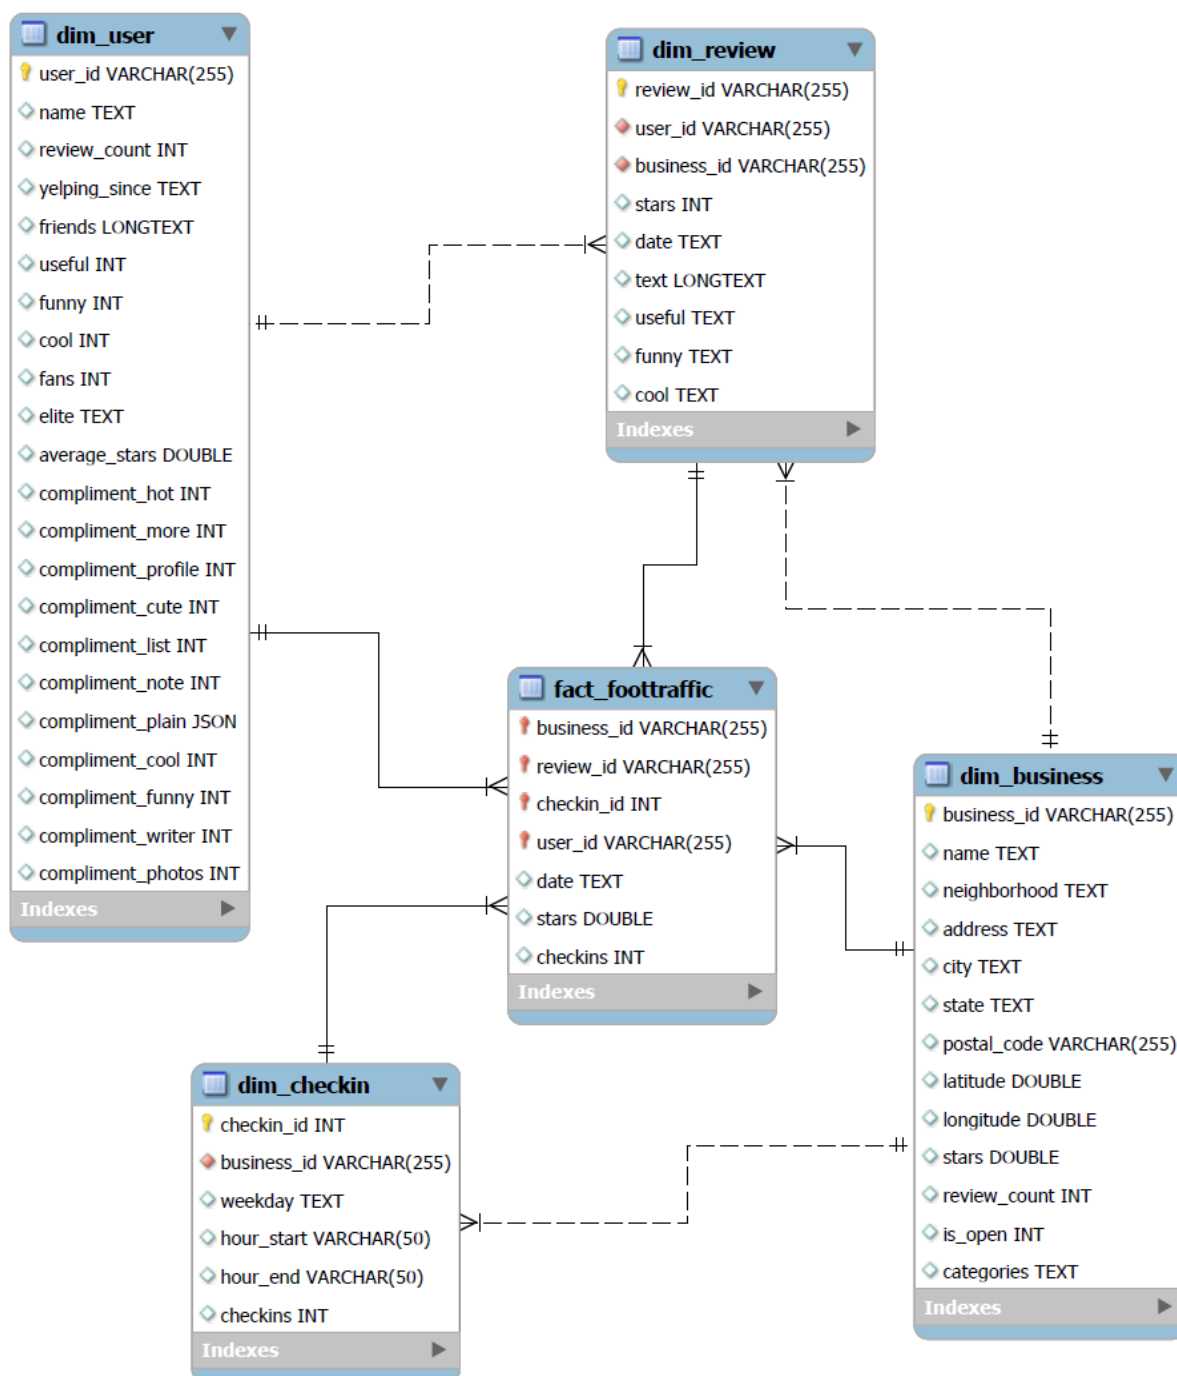 dim_user
user_id VARCHAR(255)
name TEXT
review_count INT
yelping_since TEXT
friends LONGTEXT
useful INT
funny INT
cool INT
fans INT
elite TEXT
average_stars DOUBLE
compliment_hot INT
compliment_more INT
compliment_profile INT
compliment_cute INT
compliment_list INT
compliment_note INT
compliment_plain JSON
compliment_cool INT
compliment_funny INT
compliment_writer INT
compliment_photos INT
Indexes
dim_review
review_id VARCHAR(255)
user_id VARCHAR(255)
business_id VARCHAR(255)
stars INT
date TEXT
text LONGTEXT
useful TEXT
funny TEXT
cool TEXT
Indexes
fact_foottraffic
business_id VARCHAR(255)
review_id VARCHAR(255)
checkin_id INT
user_id VARCHAR(255)
date TEXT
stars DOUBLE
checkins INT
Indexes
dim_business
business_id VARCHAR(255)
name TEXT
neighborhood TEXT
address TEXT
city TEXT
state TEXT
postal_code VARCHAR(255)
latitude DOUBLE
longitude DOUBLE
stars DOUBLE
review_count INT
is_open INT
categories TEXT
Indexes
dim_checkin
checkin_id INT
business_id VARCHAR(255)
weekday TEXT
hour_start VARCHAR(50)
hour_end VARCHAR(50)
checkins INT
Indexes